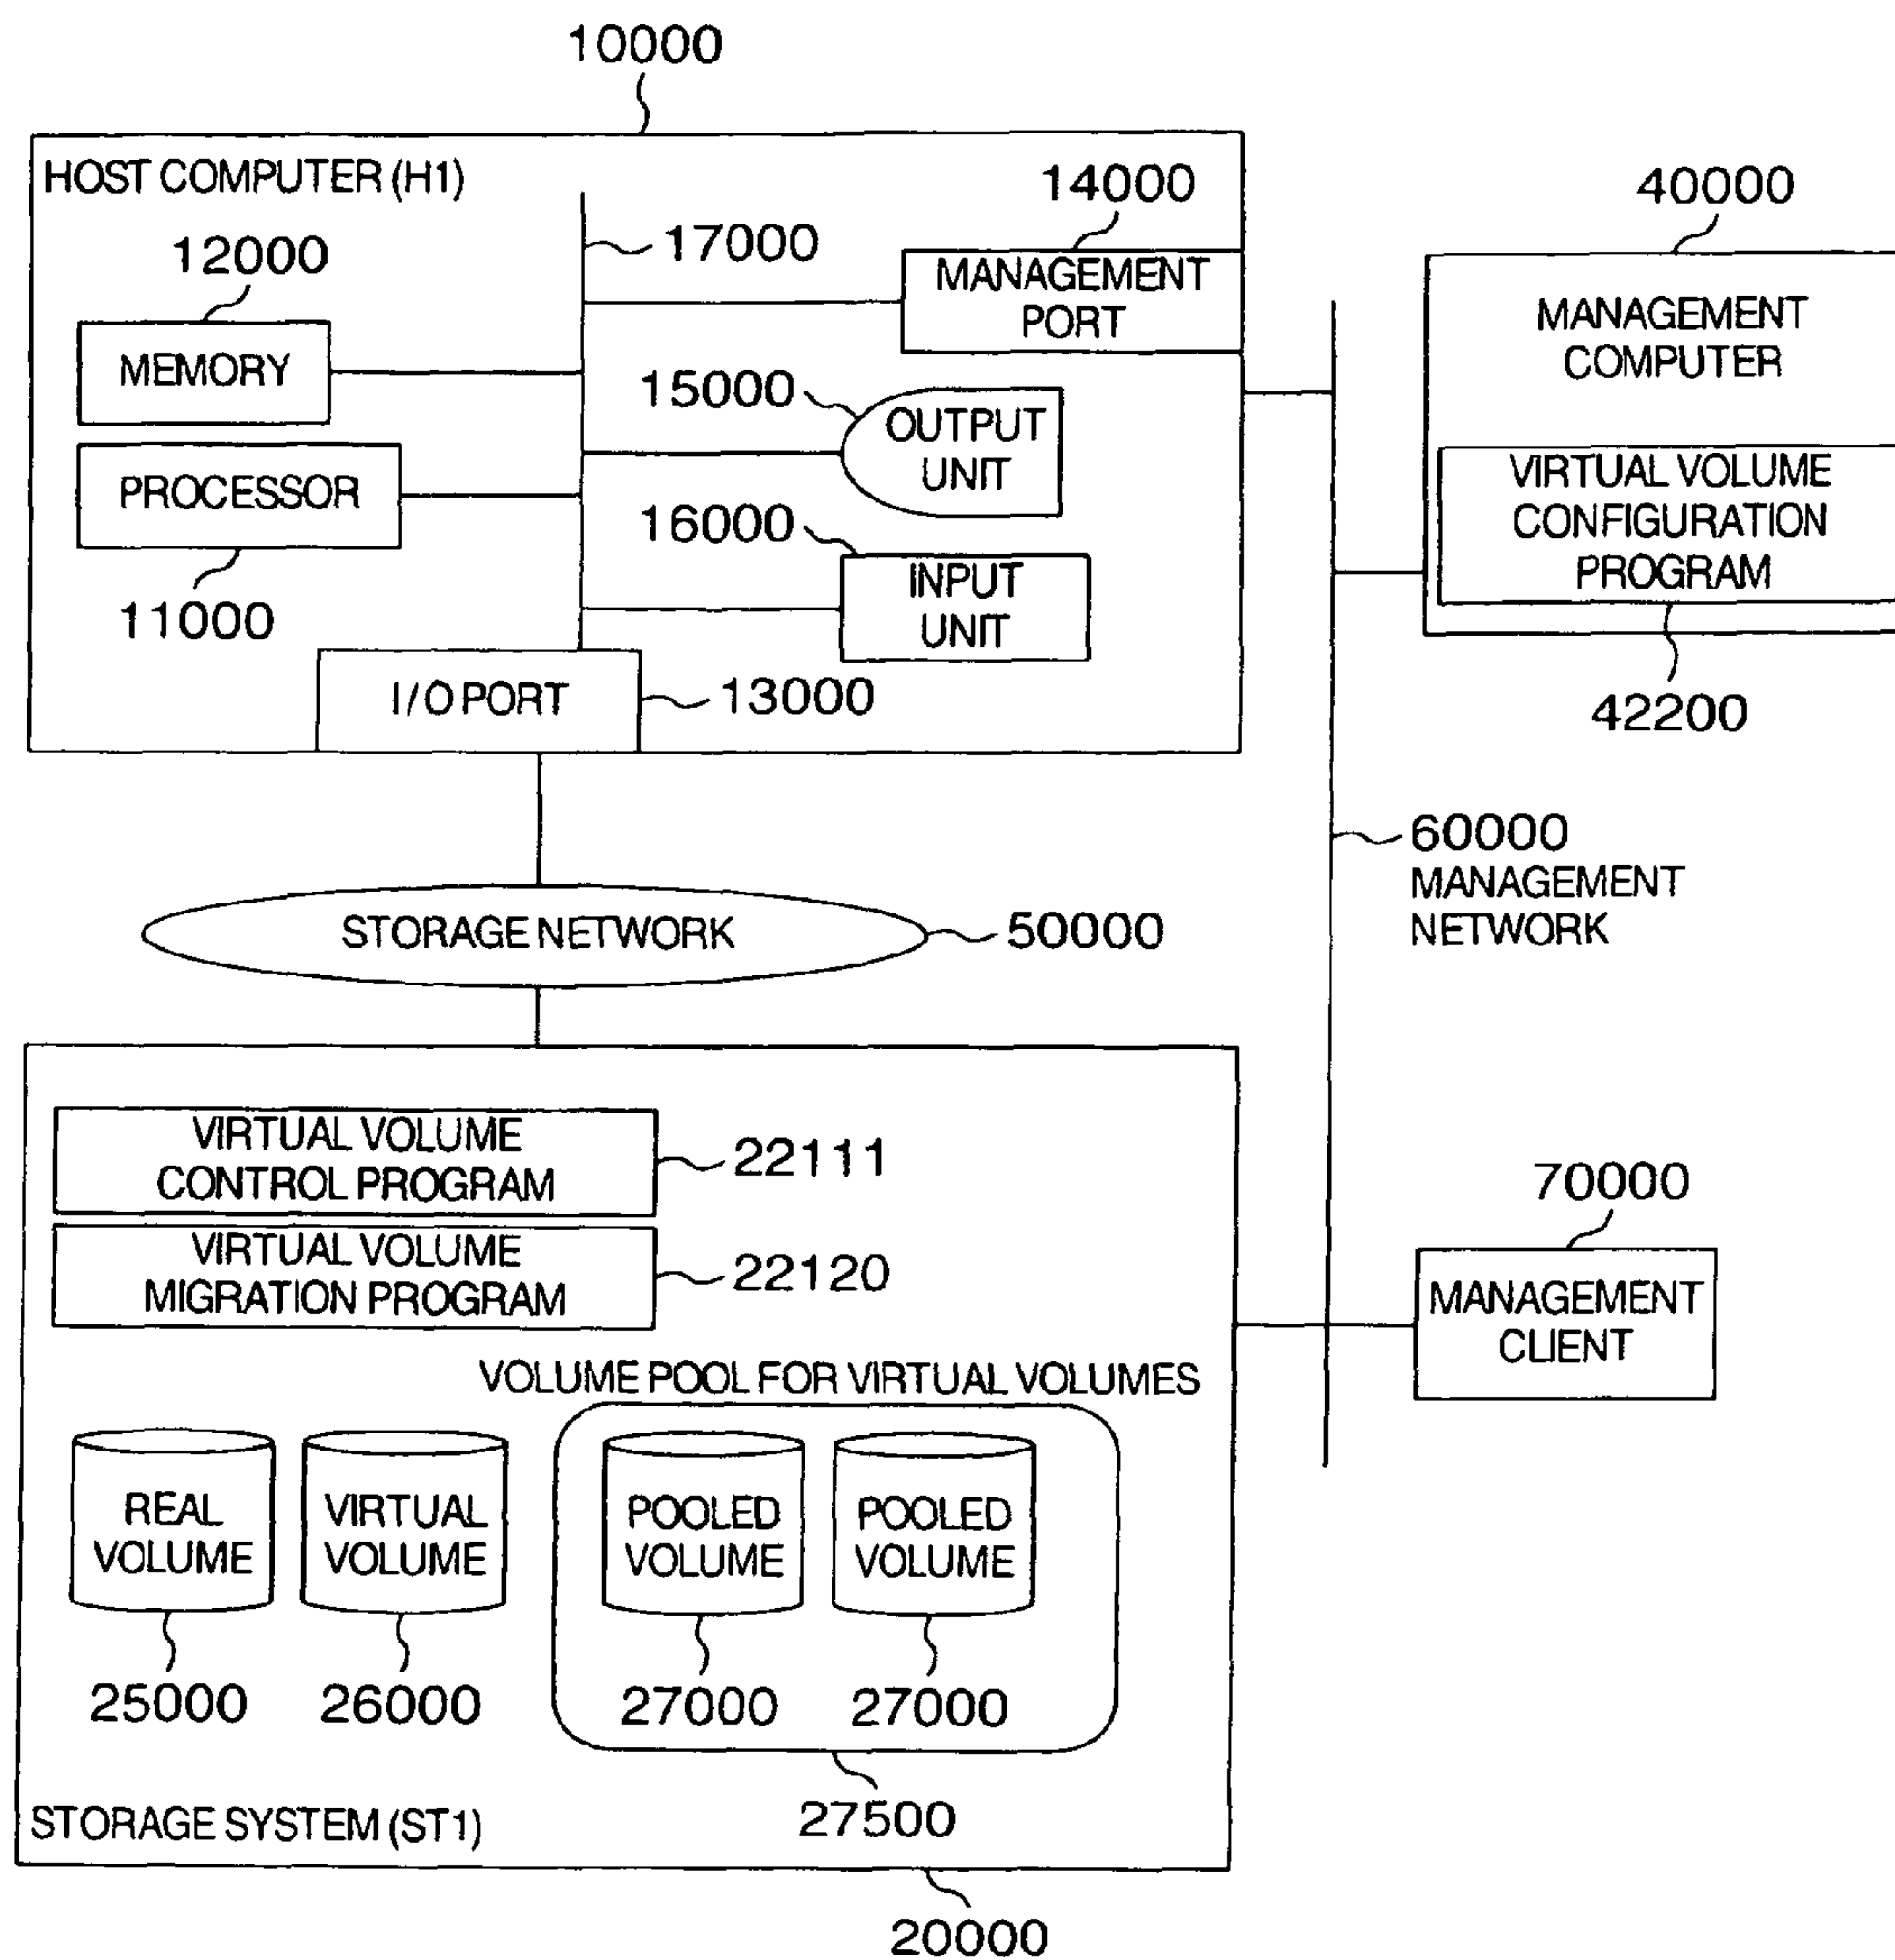 10000
HOST COMPUTER (H1)
12000
17000
14000
MANAGEMENT
PORT
MEMORY
15000
OUTPUT
UNIT
PROCESSOR
16000
INPUT
UNIT
11000
I/O PORT
13000
40000
MANAGEMENT
COMPUTER
VIRTUAL VOLUME
CONFIGURATION
PROGRAM
42200
60000
MANAGEMENT
NETWORK
STORAGE NETWORK
50000
VIRTUAL VOLUME
CONTROL PROGRAM
22111
VIRTUAL VOLUME
MIGRATION PROGRAM
22120
70000
MANAGEMENT
CLIENT
VOLUME POOL FOR VIRTUAL VOLUMES
REAL
VOLUME
VIRTUAL
VOLUME
POOLED
VOLUME
POOLED
VOLUME
25000
26000
27000
27000
27500
STORAGE SYSTEM (ST1)
20000